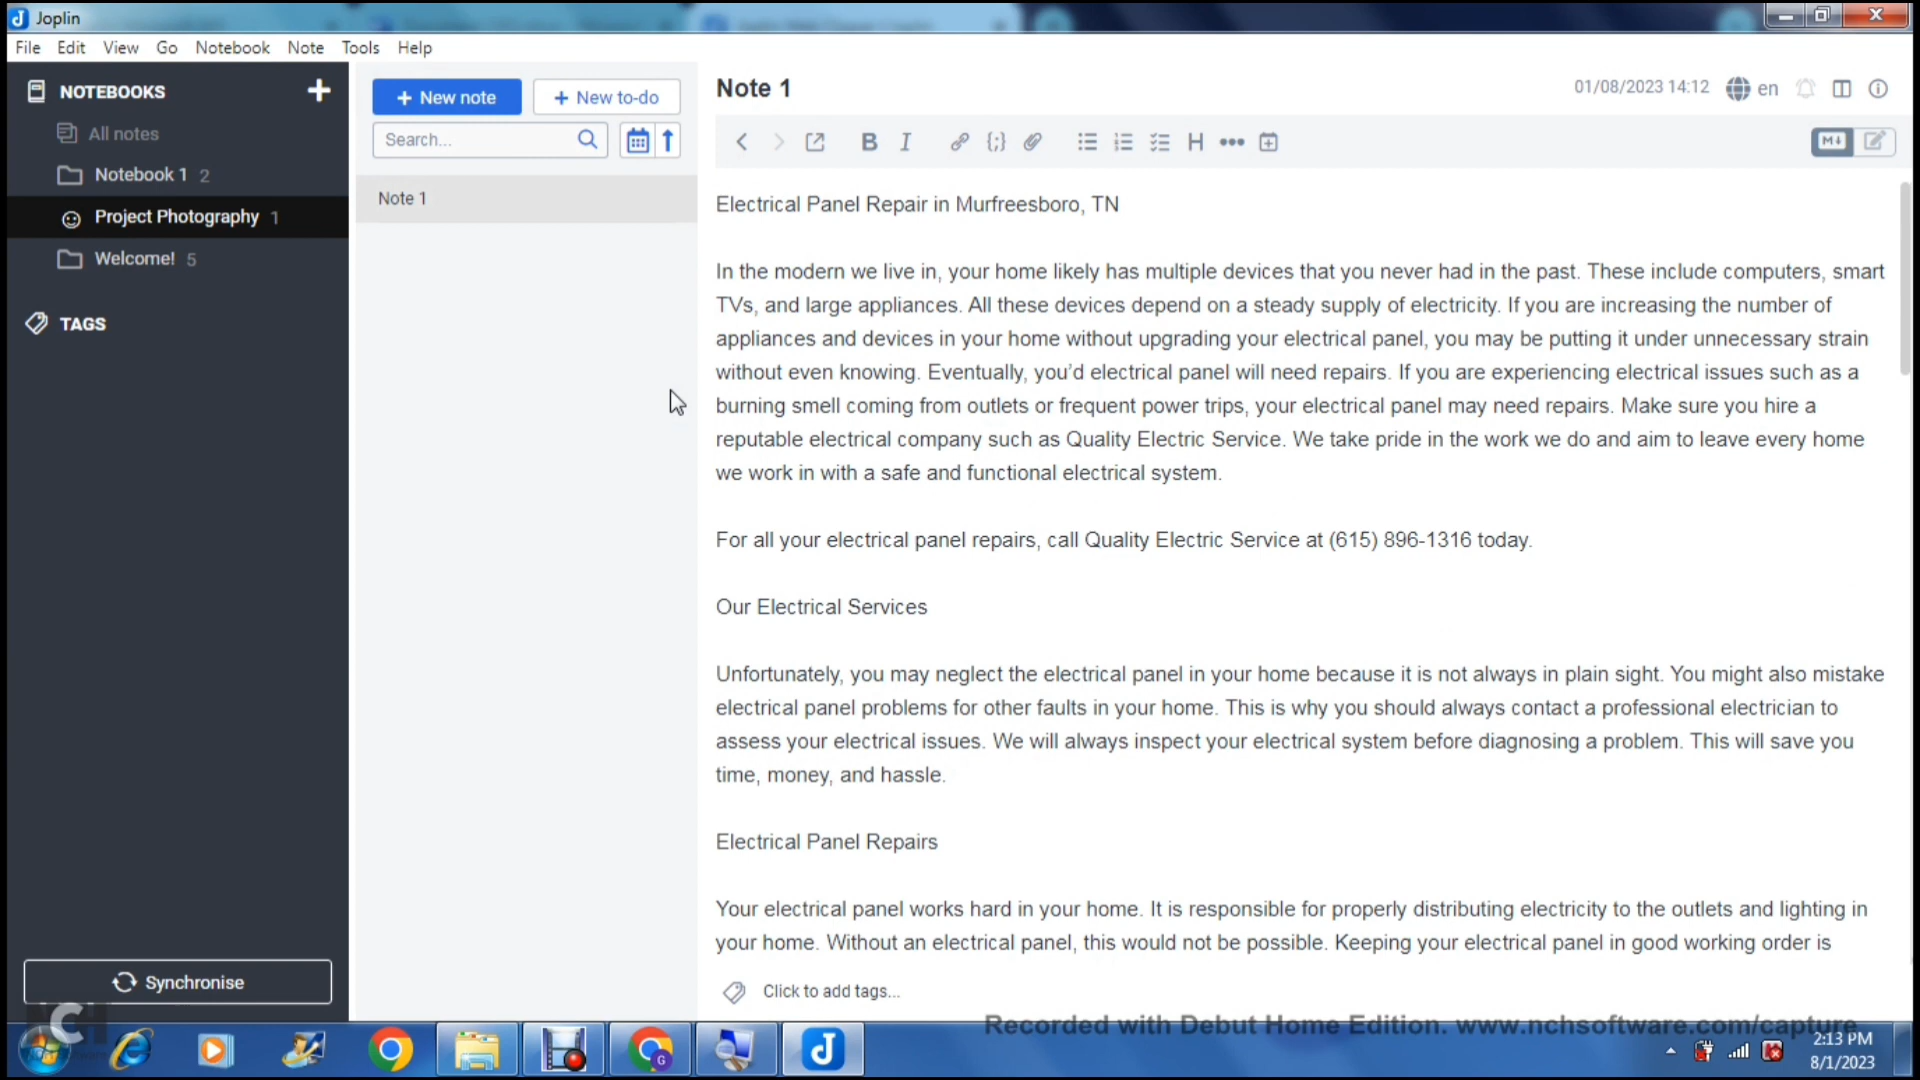 Joplin
File Edit View Go Notebook Note Tools Help
NOTEBOOKS
All notes
Notebook 1 2
Project Photography 1
Welcome! 5
TAGS
Synchronise
New note
New to-do
Search...
Note 1
Note 1
01/08/2023 14:12
en
B I {;} H
M
Electrical Panel Repair in Murfreesboro, TN
In the modern we live in, your home likely has multiple devices that you never had in the past. These include computers, smart
TVs, and large appliances. All these devices depend on a steady supply of electricity. If you are increasing the number of
appliances and devices in your home without upgrading your electrical panel, you may be putting it under unnecessary strain
without even knowing. Eventually, you’d electrical panel will need repairs. If you are experiencing electrical issues such as a
burning smell coming from outlets or frequent power trips, your electrical panel may need repairs. Make sure you hire a
reputable electrical company such as Quality Electric Service. We take pride in the work we do and aim to leave every home
we work in with a safe and functional electrical system.
For all your electrical panel repairs, call Quality Electric Service at (615) 896-1316 today.
Our Electrical Services
Unfortunately, you may neglect the electrical panel in your home because it is not always in plain sight. You might also mistake
electrical panel problems for other faults in your home. This is why you should always contact a professional electrician to
assess your electrical issues. We will always inspect your electrical system before diagnosing a problem. This will save you
time, money, and hassle.
Electrical Panel Repairs
Your electrical panel works hard in your home. It is responsible for properly distributing electricity to the outlets and lighting in
your home. Without an electrical panel, this would not be possible. Keeping your electrical panel in good working order is
Click to add tags...
Recorded with Debut Home Edition. www.nchsoftware.com/capture
2:13 PM
8/1/2023